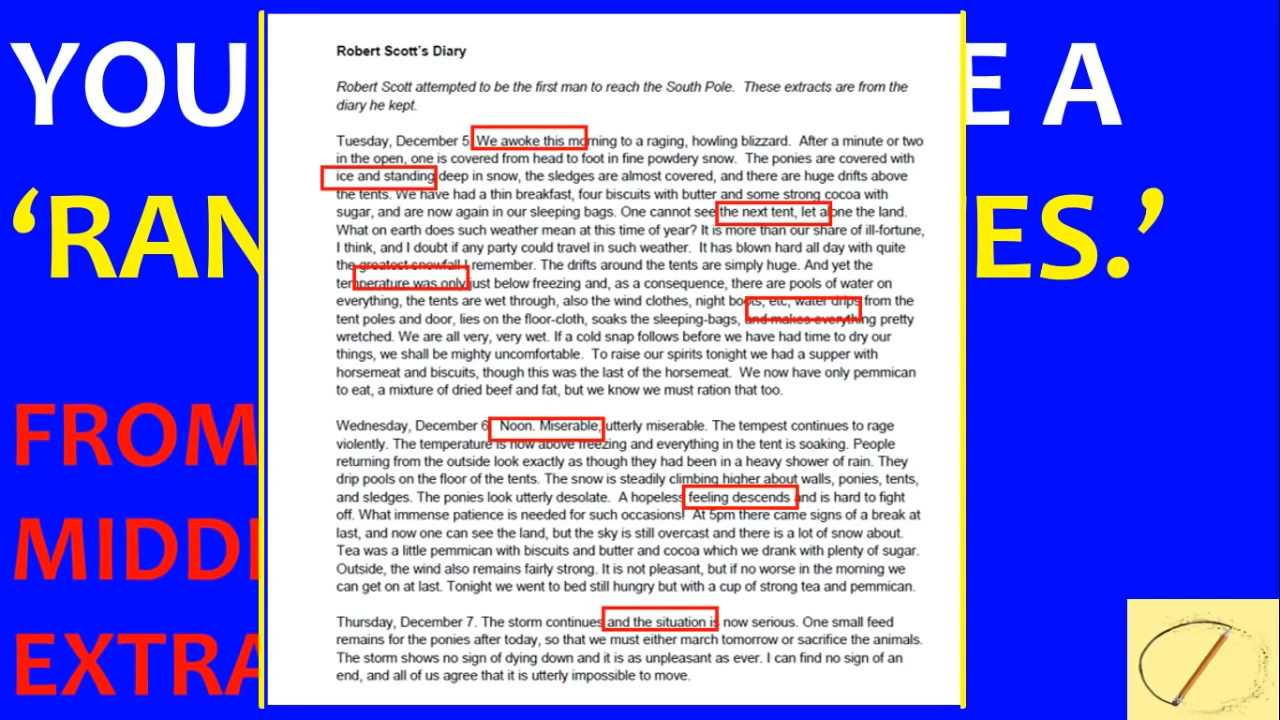 YOU E A
‘RAN ES.’
FROM
MIDD
EXTRA
Robert Scott's Diary
Robert Scott attempted to be the first man to reach the South Pole. These extracts are from the
diary he kept.
Tuesday, December 5. We awoke this morning to a raging, howling blizzard. After a minute or two
in the open, one is covered from head to foot in fine powdery snow. The ponies are covered with
ice and standing deep in snow, the sledges are almost covered, and there are huge drifts above
the tents. We have had a thin breakfast, four biscuits with butter and some strong cocoa with
sugar, and are now again in our sleeping bags. One cannot see the next tent, let alone the land.
What on earth does such weather mean at this time of year? It is more than our share of ill-fortune,
I think, and I doubt if any party could travel in such weather. It has blown hard all day with quite
the greatest snowfall I remember. The drifts around the tents are simply huge. And yet the
temperature was only just below freezing and, as a consequence, there are pools of water on
everything, the tents are wet through, also the wind clothes, night boots, etc, water drips from the
tent poles and door, lies on the floor-cloth, soaks the sleeping-bags, and makes everything pretty
wretched. We are all very, very wet. If a cold snap follows before we have had time to dry our
things, we shall be mighty uncomfortable. To raise our spirits tonight we had a supper with
horsemeat and biscuits, though this was the last of the horsemeat. We now have only pemmican
to eat, a mixture of dried beef and fat, but we know we must ration that too.
Wednesday, December 6. Noon. Miserable, utterly miserable. The tempest continues to rage
violently. The temperature is now above freezing and everything in the tent is soaking. People
returning from the outside look exactly as though they had been in a heavy shower of rain. They
drip pools on the floor of the tents. The snow is steadily climbing higher about walls, ponies, tents,
and sledges. The ponies look utterly desolate. A hopeless feeling descends and is hard to fight
off. What immense patience is needed for such occasions! At 5pm there came signs of a break at
last, and now one can see the land, but the sky is still overcast and there is a lot of snow about.
Tea was a little pemmican with biscuits and butter and cocoa which we drank with plenty of sugar.
Outside, the wind also remains fairly strong. It is not pleasant, but if no worse in the morning we
can get on at last. Tonight we went to bed still hungry but with a cup of strong tea and pemmican.
Thursday, December 7. The storm continues and the situation is now serious. One small feed
remains for the ponies after today, so that we must either march tomorrow or sacrifice the animals.
The storm shows no sign of dying down and it is as unpleasant as ever. I can find no sign of an
end, and all of us agree that it is utterly impossible to move.